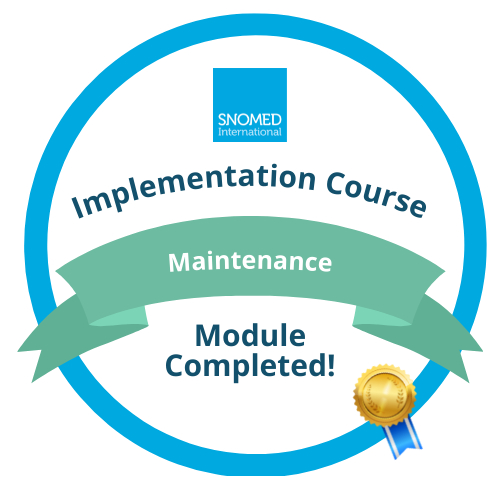 SNOMED
International
Implementation Course
Maintenance
Module
Completed!